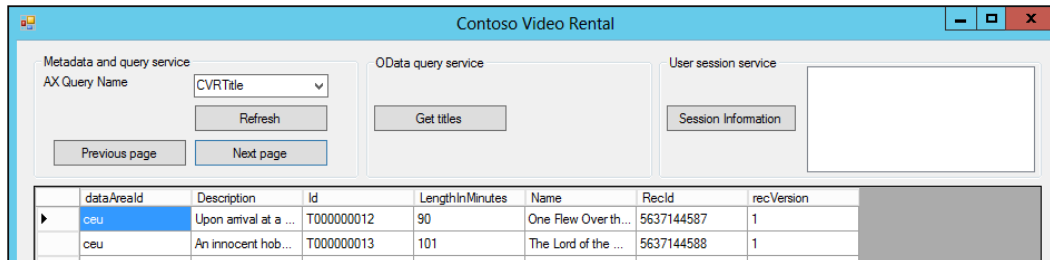 Contoso Video Rental
Metadata and query service
AX Query Name
CVRTitle
Refresh
Previous page
Next page
OData query service
Get titles
User session service
Session Information
dataAreaId Description Id LengthInMinutes Name RecId recVersion
ceu Upon arrival at a ... T000000012 90 One Flew Over th... 5637144587 1
ceu An innocent hob... T000000013 101 The Lord of the ... 5637144588 1